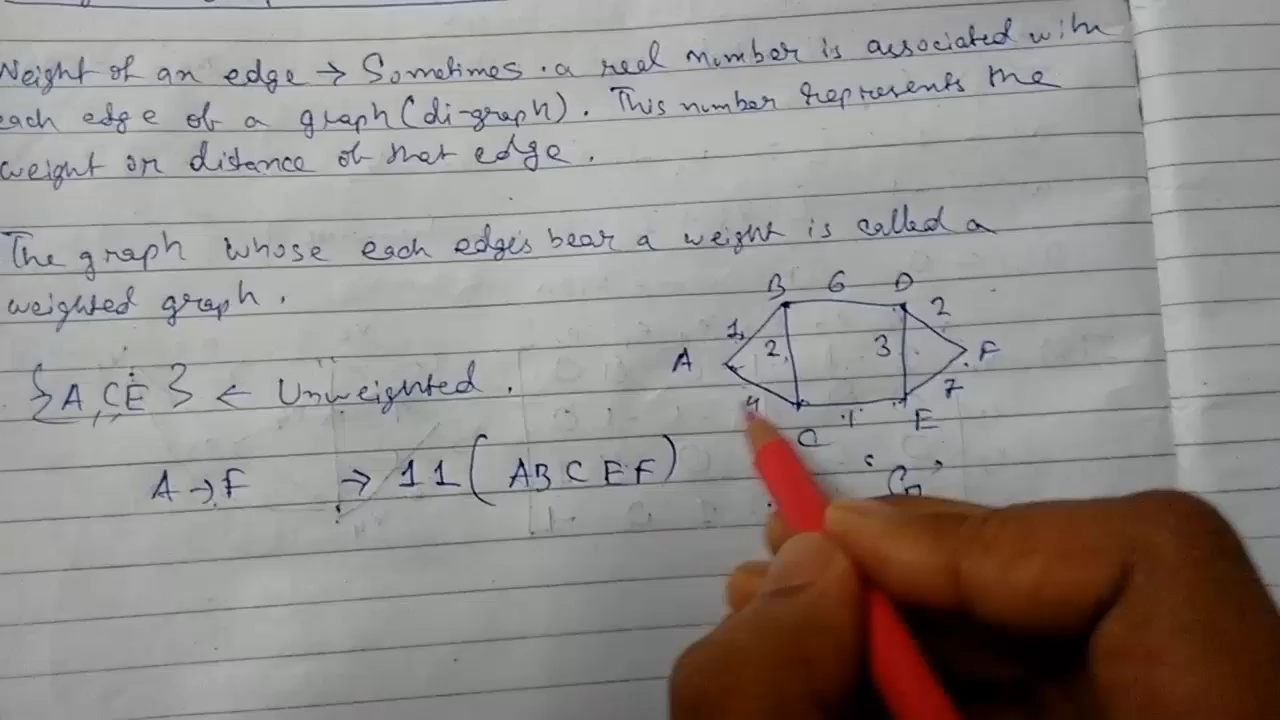 Weight of an edge → Sometimes a real number is associated with
each edge of a graph (di-graph). This number represents the
weight or distance of that edge.
The graph whose each edges bear a weight is called a
weighted graph.
B 6 D
1 2
A 2 3 F
4 7
C 1 E
G
{A,CE} ← Unweighted.
A → F → 11 (ABCEF)